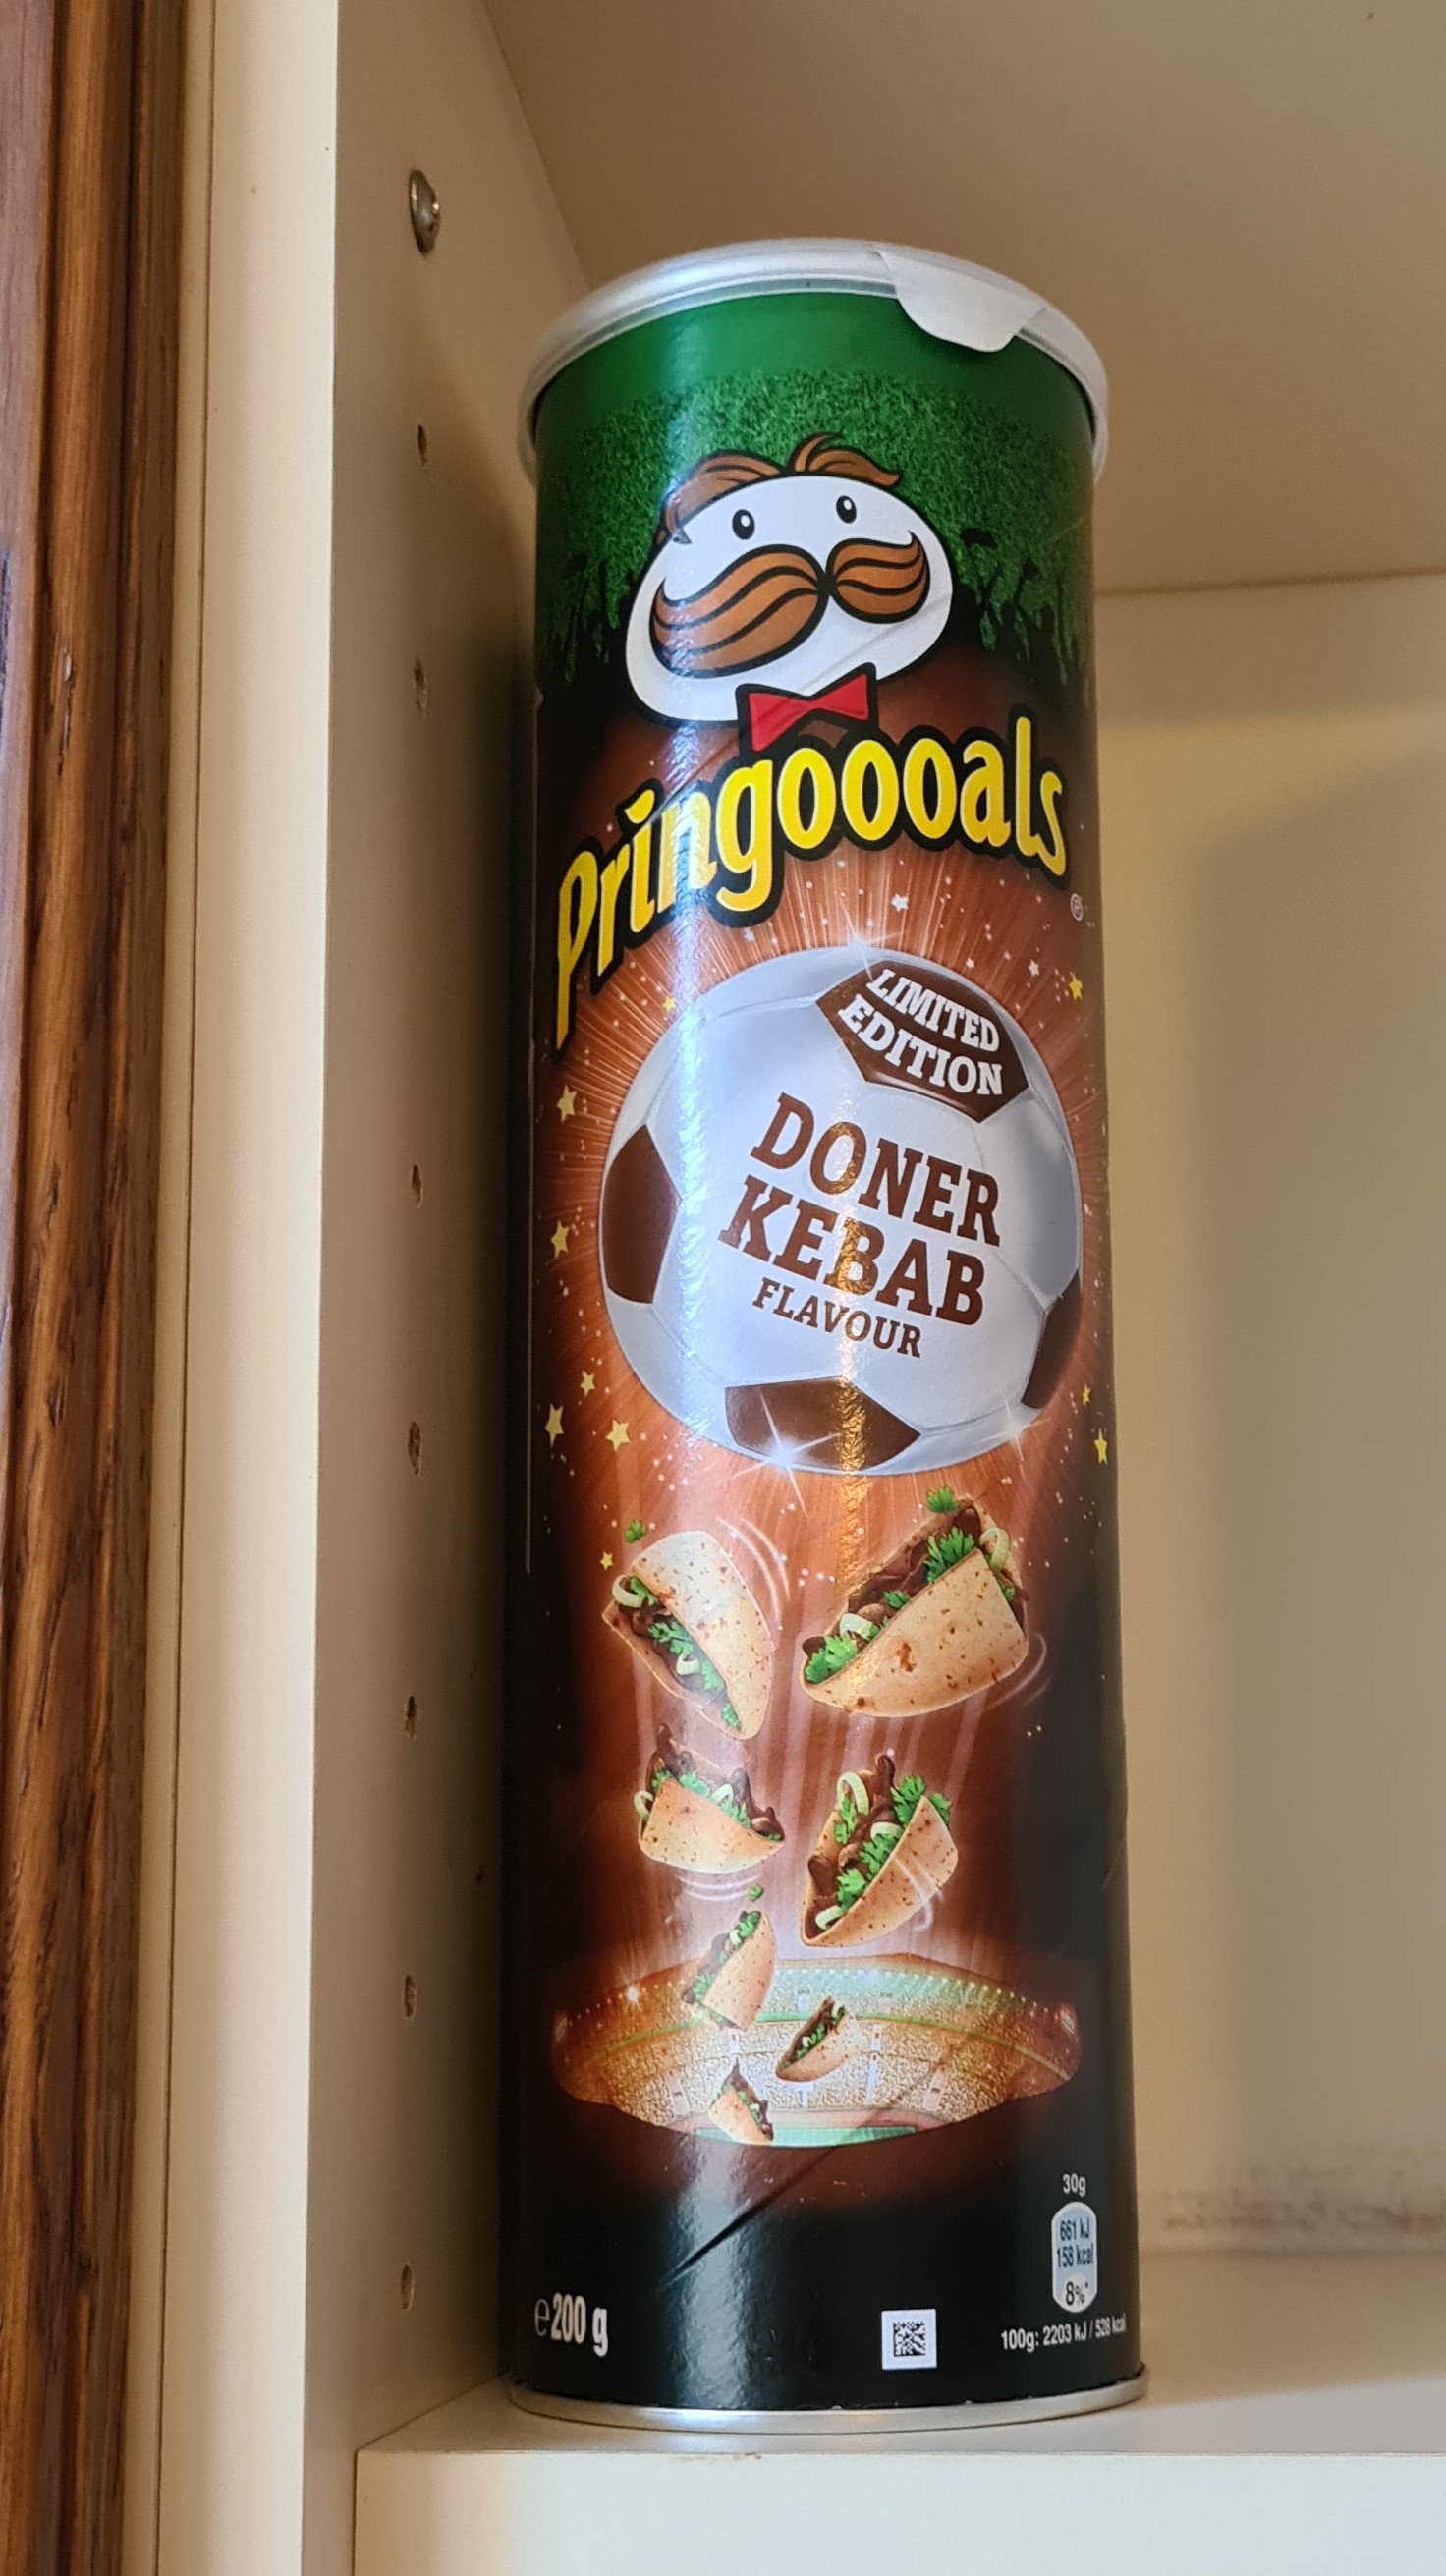 Pringoooals
LIMITED
EDITION
DONER
KEBAB
FLAVOUR
30g
661 kJ
158 kcal
8%*
e200 g
100g: 2203 kJ / 528 kcal